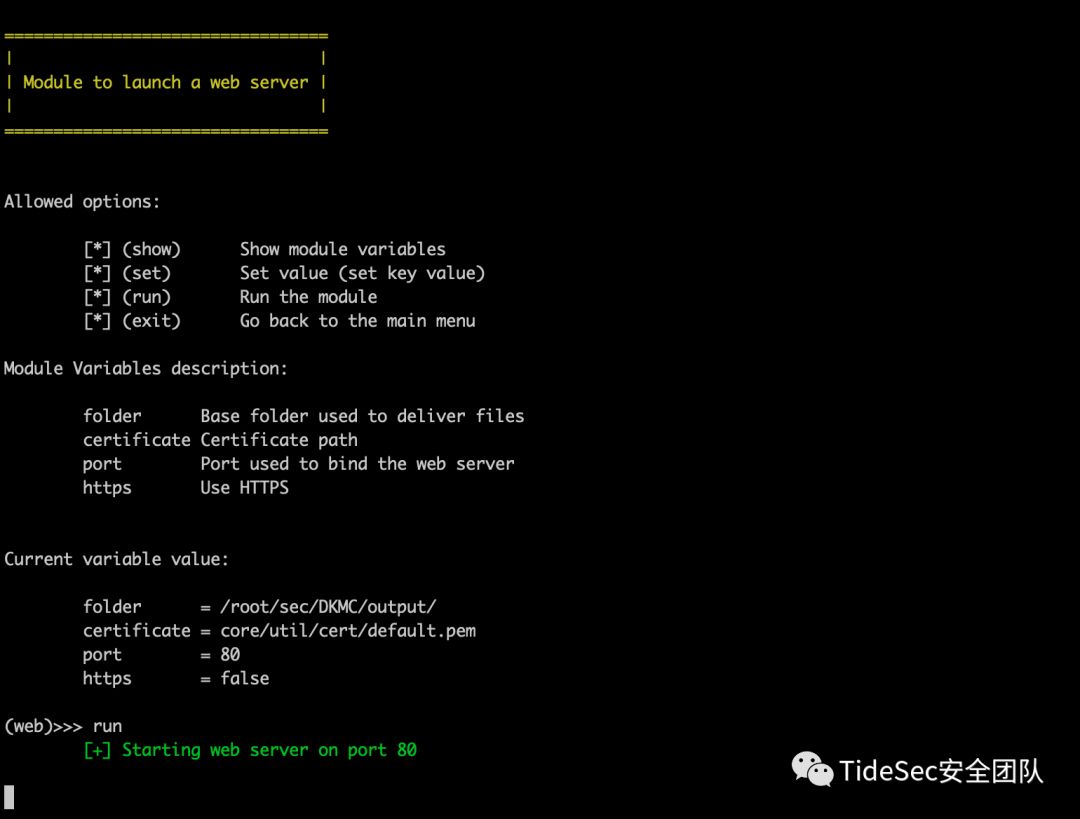 =================================
| |
| Module to launch a web server |
| |
=================================
Allowed options:
[*] (show) Show module variables
[*] (set) Set value (set key value)
[*] (run) Run the module
[*] (exit) Go back to the main menu
Module Variables description:
folder Base folder used to deliver files
certificate Certificate path
port Port used to bind the web server
https Use HTTPS
Current variable value:
folder = /root/sec/DKMC/output/
certificate = core/util/cert/default.pem
port = 80
https = false
(web)>>> run
[+] Starting web server on port 80
TideSec安全团队